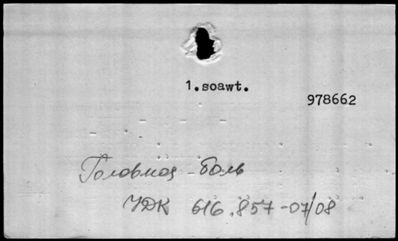 1.soawt.
978662
Головная боль
УДК 616.857-07/08